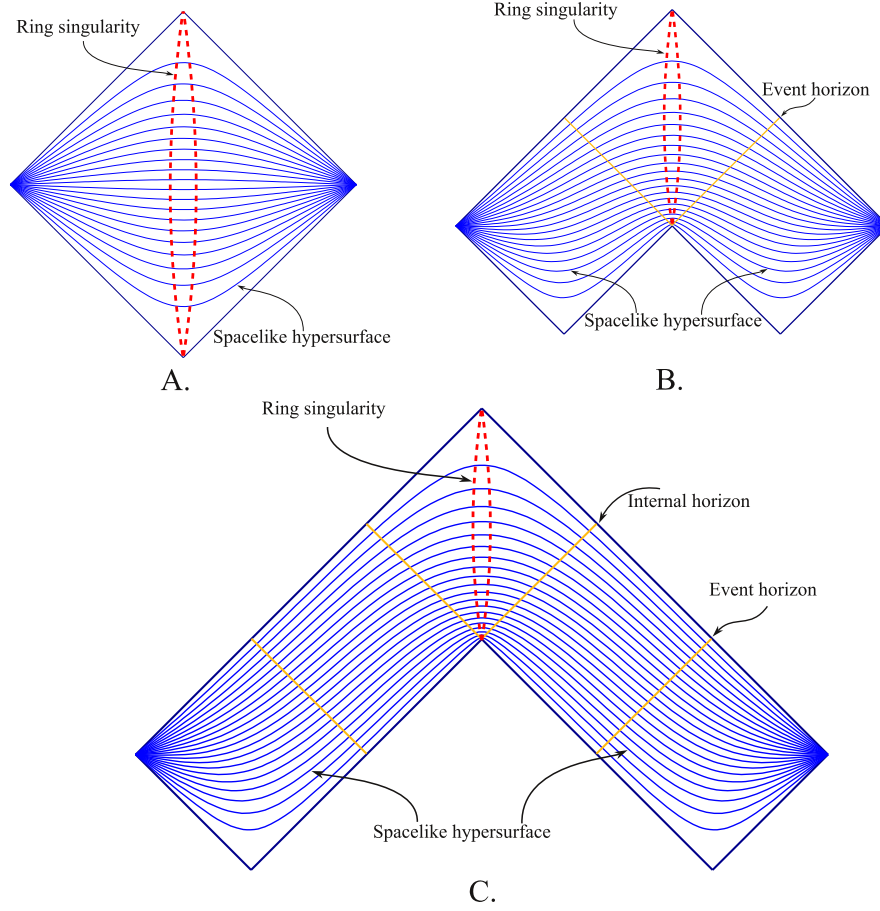 Ring singularity
Spacelike hypersurface
A.
Ring singularity
Event horizon
Spacelike hypersurface
B.
Ring singularity
Internal horizon
Event horizon
Spacelike hypersurface
C.